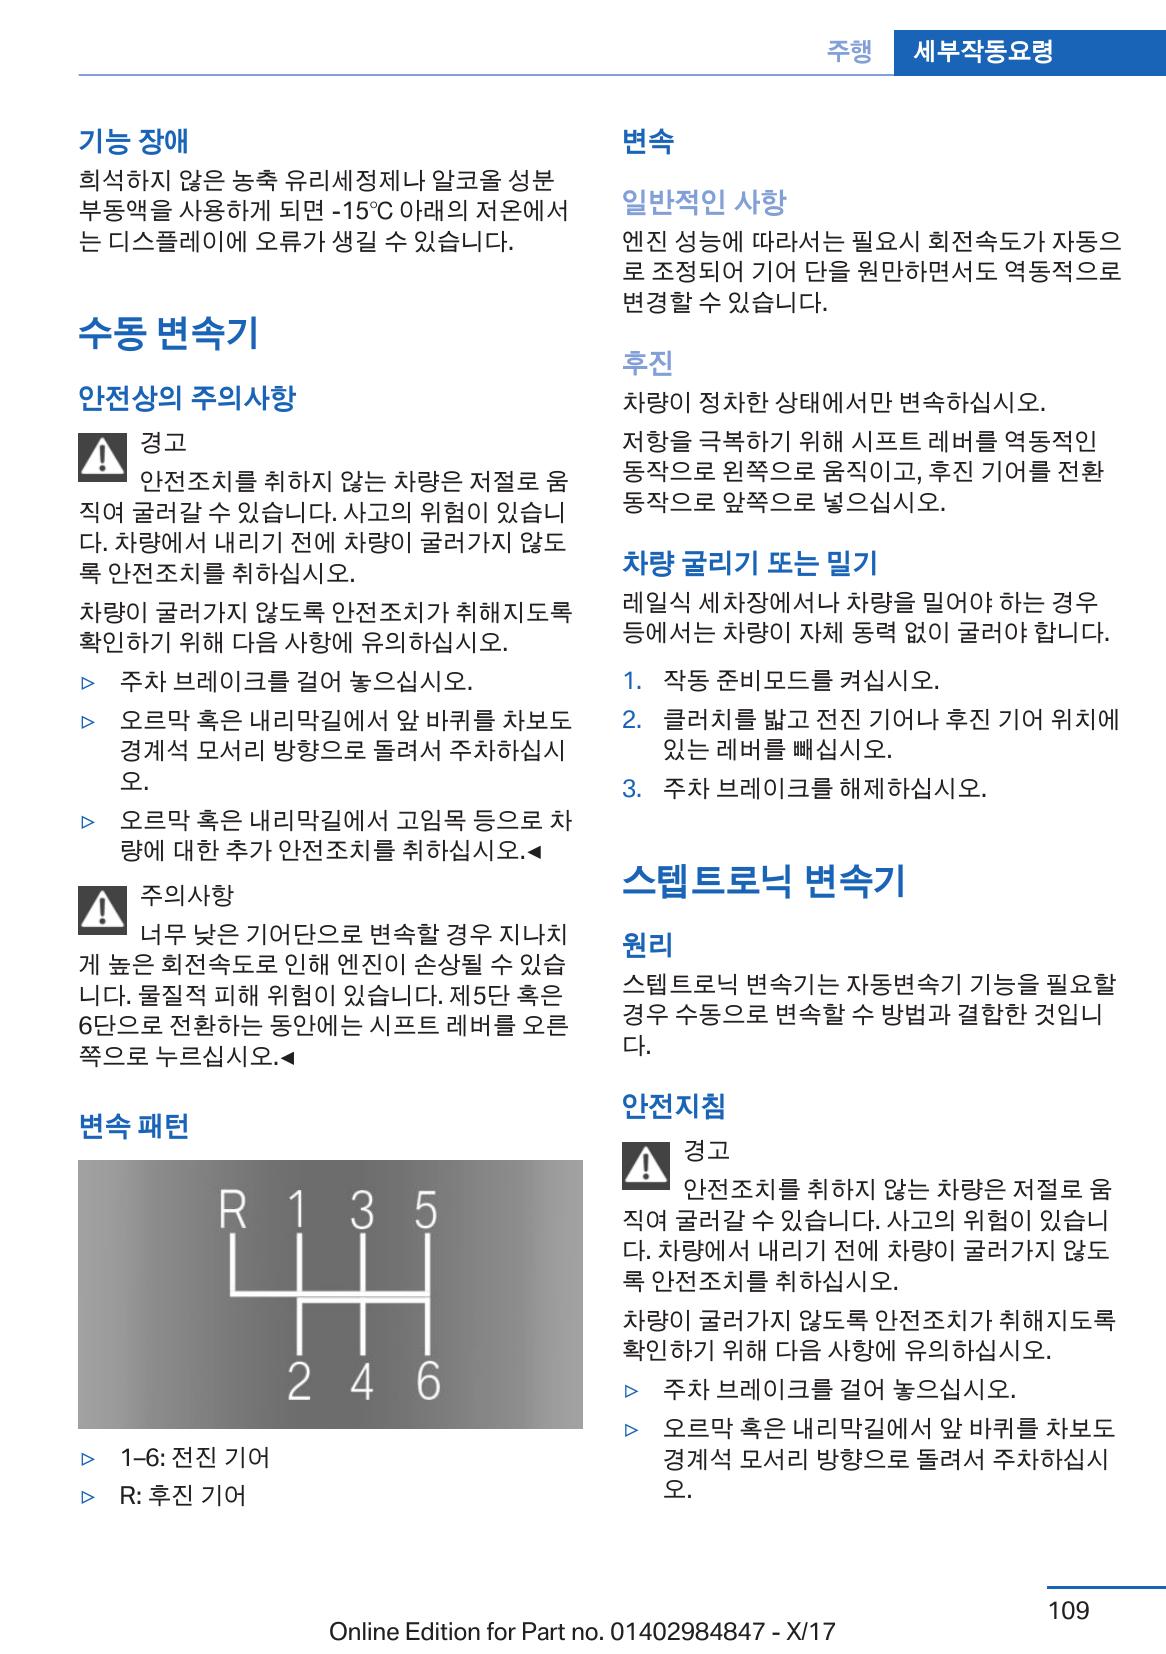 주행 세부작동요령
기능 장애
희석하지 않은 농축 유리세정제나 알코올 성분
부동액을 사용하게 되면 -15℃ 아래의 저온에서
는 디스플레이에 오류가 생길 수 있습니다.
수동 변속기
안전상의 주의사항
경고
안전조치를 취하지 않는 차량은 저절로 움
직여 굴러갈 수 있습니다. 사고의 위험이 있습니
다. 차량에서 내리기 전에 차량이 굴러가지 않도
록 안전조치를 취하십시오.
차량이 굴러가지 않도록 안전조치가 취해지도록
확인하기 위해 다음 사항에 유의하십시오.
▷ 주차 브레이크를 걸어 놓으십시오.
▷ 오르막 혹은 내리막길에서 앞 바퀴를 차보도
경계석 모서리 방향으로 돌려서 주차하십시
오.
▷ 오르막 혹은 내리막길에서 고임목 등으로 차
량에 대한 추가 안전조치를 취하십시오.◄
주의사항
너무 낮은 기어단으로 변속할 경우 지나치
게 높은 회전속도로 인해 엔진이 손상될 수 있습
니다. 물질적 피해 위험이 있습니다. 제5단 혹은
6단으로 전환하는 동안에는 시프트 레버를 오른
쪽으로 누르십시오.◄
변속 패턴
R 1 3 5
2 4 6
▷ 1–6: 전진 기어
▷ R: 후진 기어
변속
일반적인 사항
엔진 성능에 따라서는 필요시 회전속도가 자동으
로 조정되어 기어 단을 원만하면서도 역동적으로
변경할 수 있습니다.
후진
차량이 정차한 상태에서만 변속하십시오.
저항을 극복하기 위해 시프트 레버를 역동적인
동작으로 왼쪽으로 움직이고, 후진 기어를 전환
동작으로 앞쪽으로 넣으십시오.
차량 굴리기 또는 밀기
레일식 세차장에서나 차량을 밀어야 하는 경우
등에서는 차량이 자체 동력 없이 굴러야 합니다.
1. 작동 준비모드를 켜십시오.
2. 클러치를 밟고 전진 기어나 후진 기어 위치에
있는 레버를 빼십시오.
3. 주차 브레이크를 해제하십시오.
스텝트로닉 변속기
원리
스텝트로닉 변속기는 자동변속기 기능을 필요할
경우 수동으로 변속할 수 방법과 결합한 것입니
다.
안전지침
경고
안전조치를 취하지 않는 차량은 저절로 움
직여 굴러갈 수 있습니다. 사고의 위험이 있습니
다. 차량에서 내리기 전에 차량이 굴러가지 않도
록 안전조치를 취하십시오.
차량이 굴러가지 않도록 안전조치가 취해지도록
확인하기 위해 다음 사항에 유의하십시오.
▷ 주차 브레이크를 걸어 놓으십시오.
▷ 오르막 혹은 내리막길에서 앞 바퀴를 차보도
경계석 모서리 방향으로 돌려서 주차하십시
오.
109
Online Edition for Part no. 01402984847 - X/17